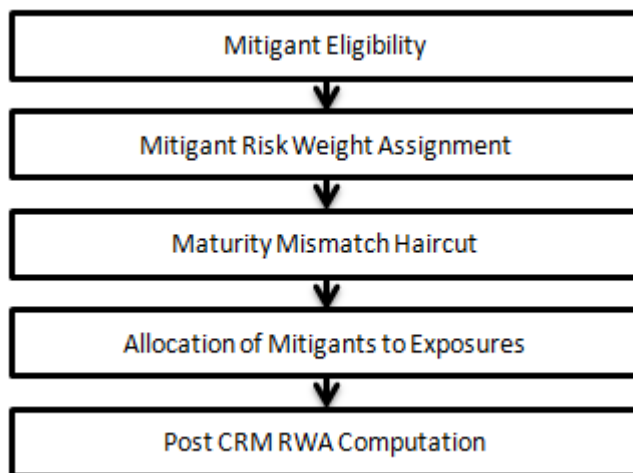 Mitigant Eligibility
Mitigant Risk Weight Assignment
Maturity Mismatch Haircut
Allocation of Mitigants to Exposures
Post CRM RWA Computation